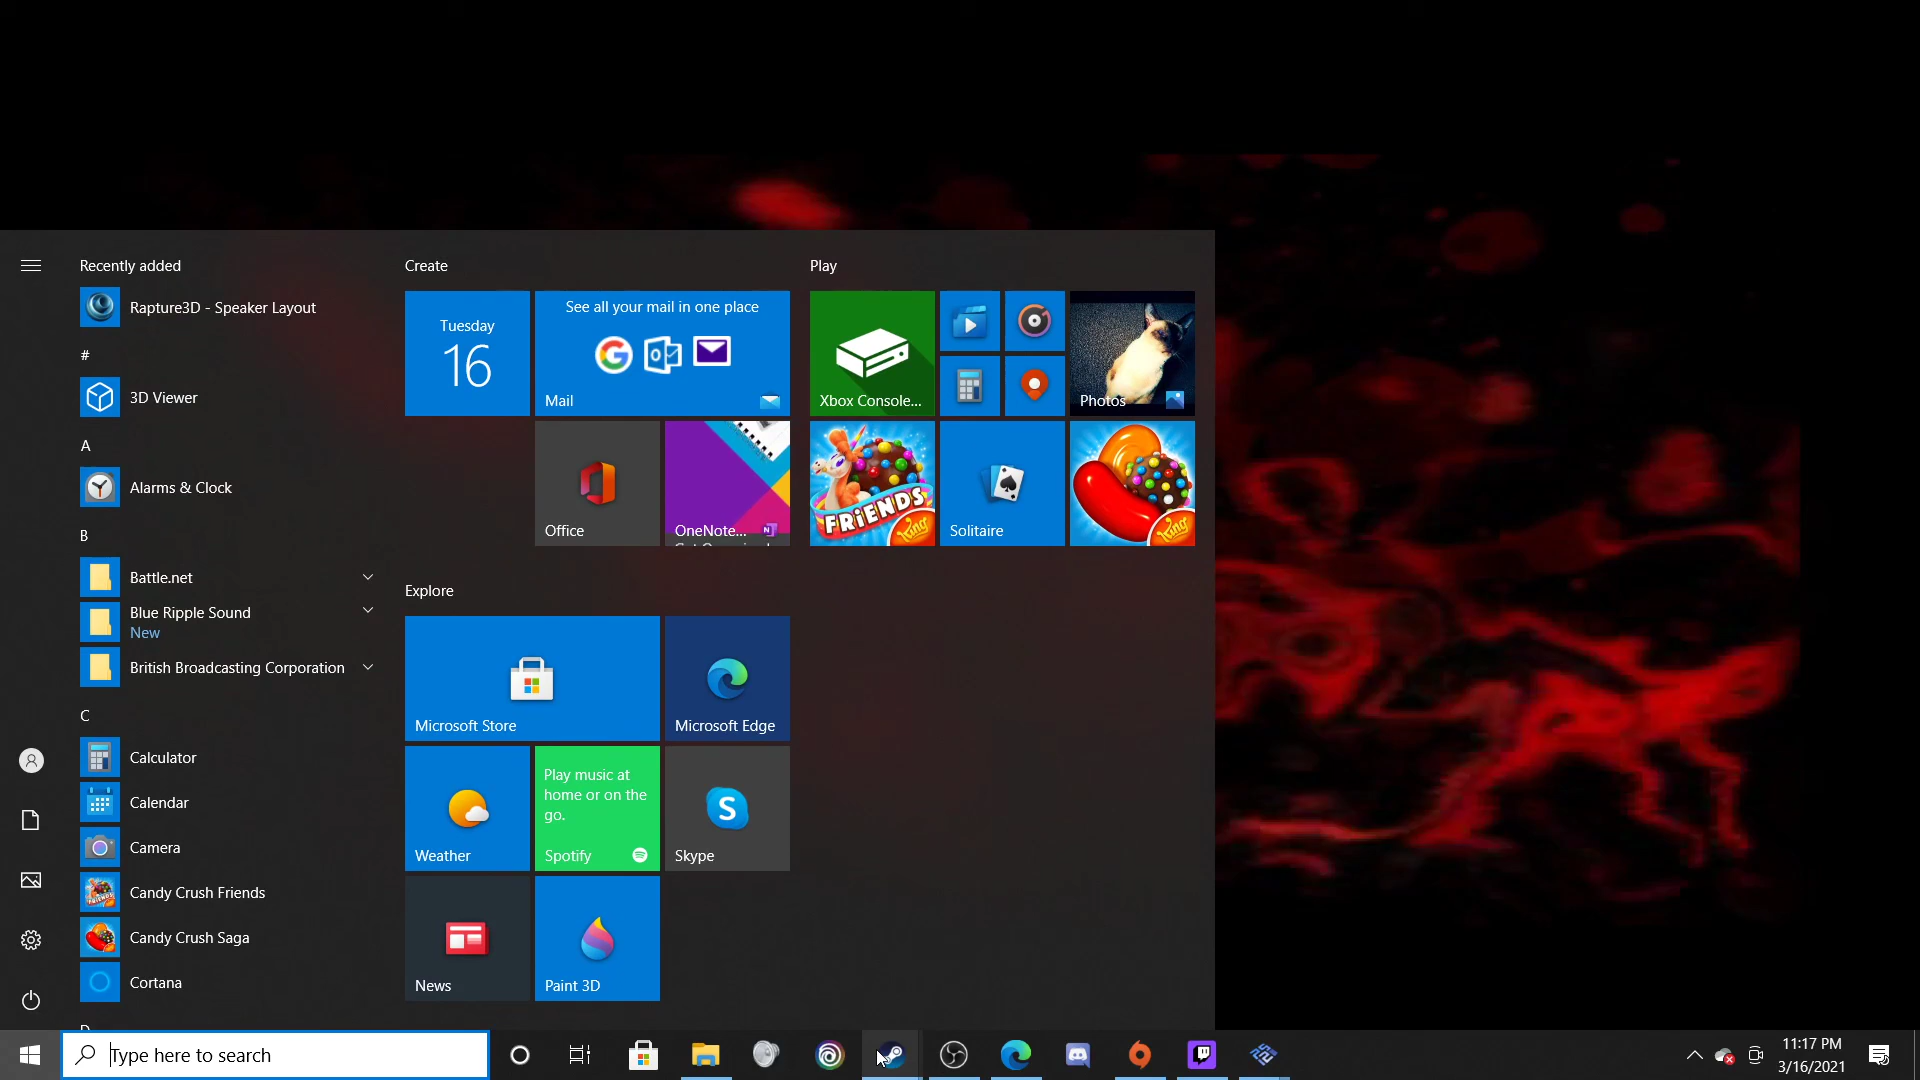 Recently added
Rapture3D - Speaker Layout
#
3D Viewer
A
Alarms & Clock
B
Battle.net
Blue Ripple Sound
New
British Broadcasting Corporation
C
Calculator
Calendar
Camera
Candy Crush Friends
Candy Crush Saga
Cortana
D
Create
Tuesday
16
See all your mail in one place
Mail
Office
OneNote...
Explore
Microsoft Store
Microsoft Edge
Weather
Play music at
home or on the
go.
Spotify
Skype
News
Paint 3D
Play
Xbox Console...
Photos
FRIENDS
King
Solitaire
King
Type here to search
11:17 PM
3/16/2021